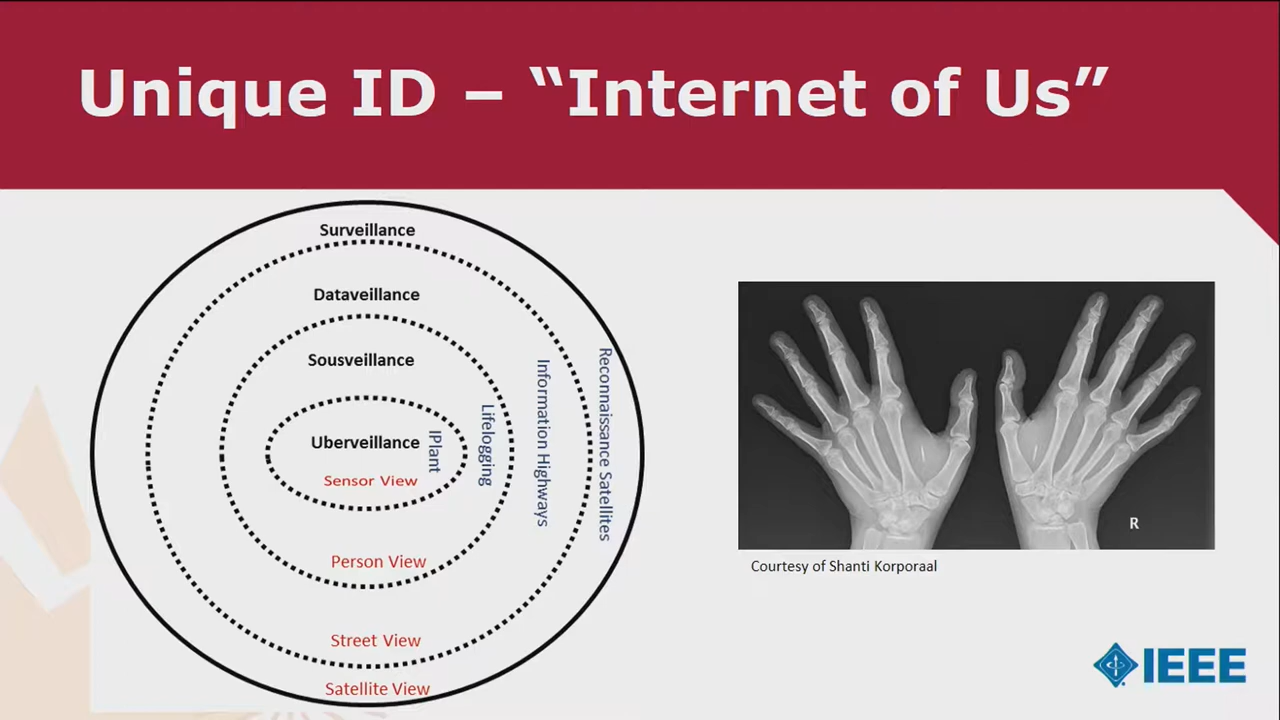 Unique ID – “Internet of Us”
Surveillance
Dataveillance
Sousveillance
Uberveillance
Sensor View
Person View
Street View
Satellite View
IPlant
Lifelogging
Information Highways
Reconnaissance Satellites
R
Courtesy of Shanti Korporaal
IEEE